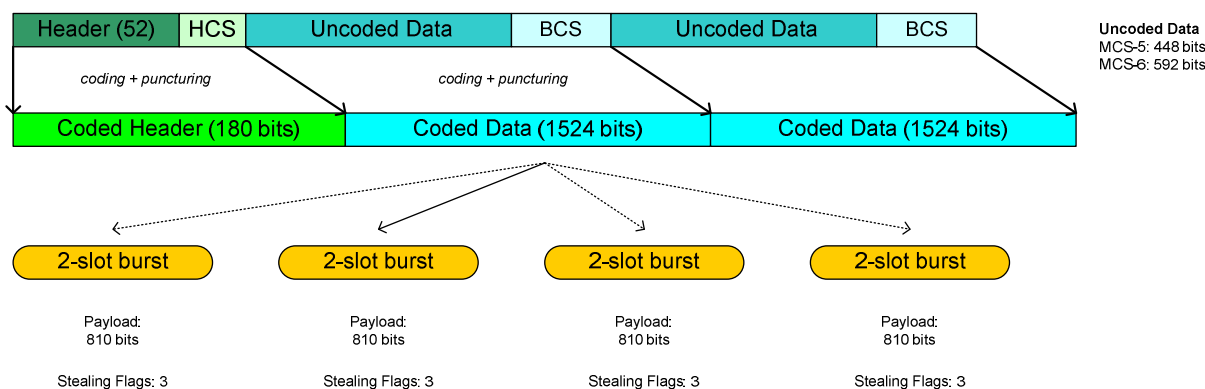 Header (52) HCS Uncoded Data BCS Uncoded Data BCS
Uncoded Data
MCS-5: 448 bits
MCS-6: 592 bits
coding + puncturing coding + puncturing
Coded Header (180 bits) Coded Data (1524 bits) Coded Data (1524 bits)
2-slot burst 2-slot burst 2-slot burst 2-slot burst
Payload: Payload: Payload: Payload:
810 bits 810 bits 810 bits 810 bits
Stealing Flags: 3 Stealing Flags: 3 Stealing Flags: 3 Stealing Flags: 3